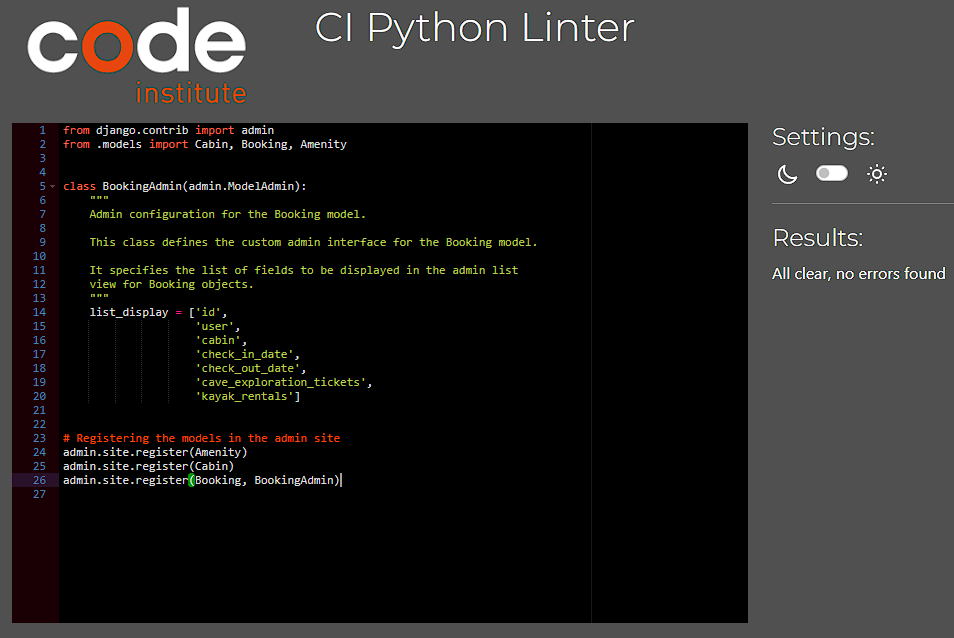 code
institute
CI Python Linter
1 from django.contrib import admin
2 from .models import Cabin, Booking, Amenity
3
4
5 class BookingAdmin(admin.ModelAdmin):
6     """
7     Admin configuration for the Booking model.
8
9     This class defines the custom admin interface for the Booking model.
10
11     It specifies the list of fields to be displayed in the admin list
12     view for Booking objects.
13     """
14     list_display = ['id',
15                     'user',
16                     'cabin',
17                     'check_in_date',
18                     'check_out_date',
19                     'cave_exploration_tickets',
20                     'kayak_rentals']
21
22
23 # Registering the models in the admin site
24 admin.site.register(Amenity)
25 admin.site.register(Cabin)
26 admin.site.register(Booking, BookingAdmin)
27
Settings:
Results:
All clear, no errors found